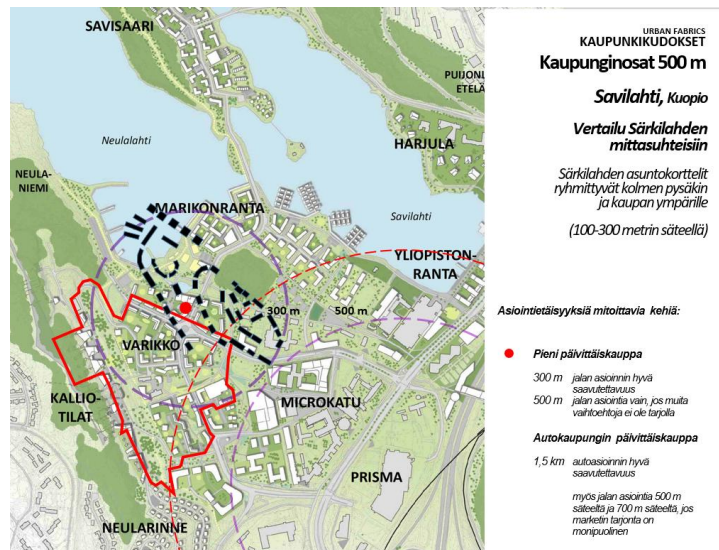 SAVISAARI
PUIJONL
ETELÄ
Neulalahti
HARJULA
NEULA-
NIEMI
MARIKONRANTA
Savilahti
YLIOPISTON-
RANTA
300 m
500 m
VARIKKO
KALLIO-
TILAT
MICROKATU
PRISMA
NEULARINNE
URBAN FABRICS
KAUPUNKIKUDOKSET
Kaupunginosat 500 m
Savilahti, Kuopio
Vertailu Särkilahden
mittasuhteisiin
Särkilahden asuntokorttelit
ryhmittyvät kolmen pysäkin
ja kaupan ympärille
(100-300 metrin säteellä)
Asiointietäisyyksiä mitoittavia kehiä:
Pieni päivittäiskauppa
300 m jalan asioinnin hyvä
saavutettavuus
500 m jalan asiointia vain, jos muita
vaihtoehtoja ei ole tarjolla
Autokaupungin päivittäiskauppa
1,5 km autoasioinnin hyvä
saavutettavuus
myös jalan asiointia 500 m
säteeltä ja 700 m säteeltä, jos
marketin tarjonta on
monipuolinen